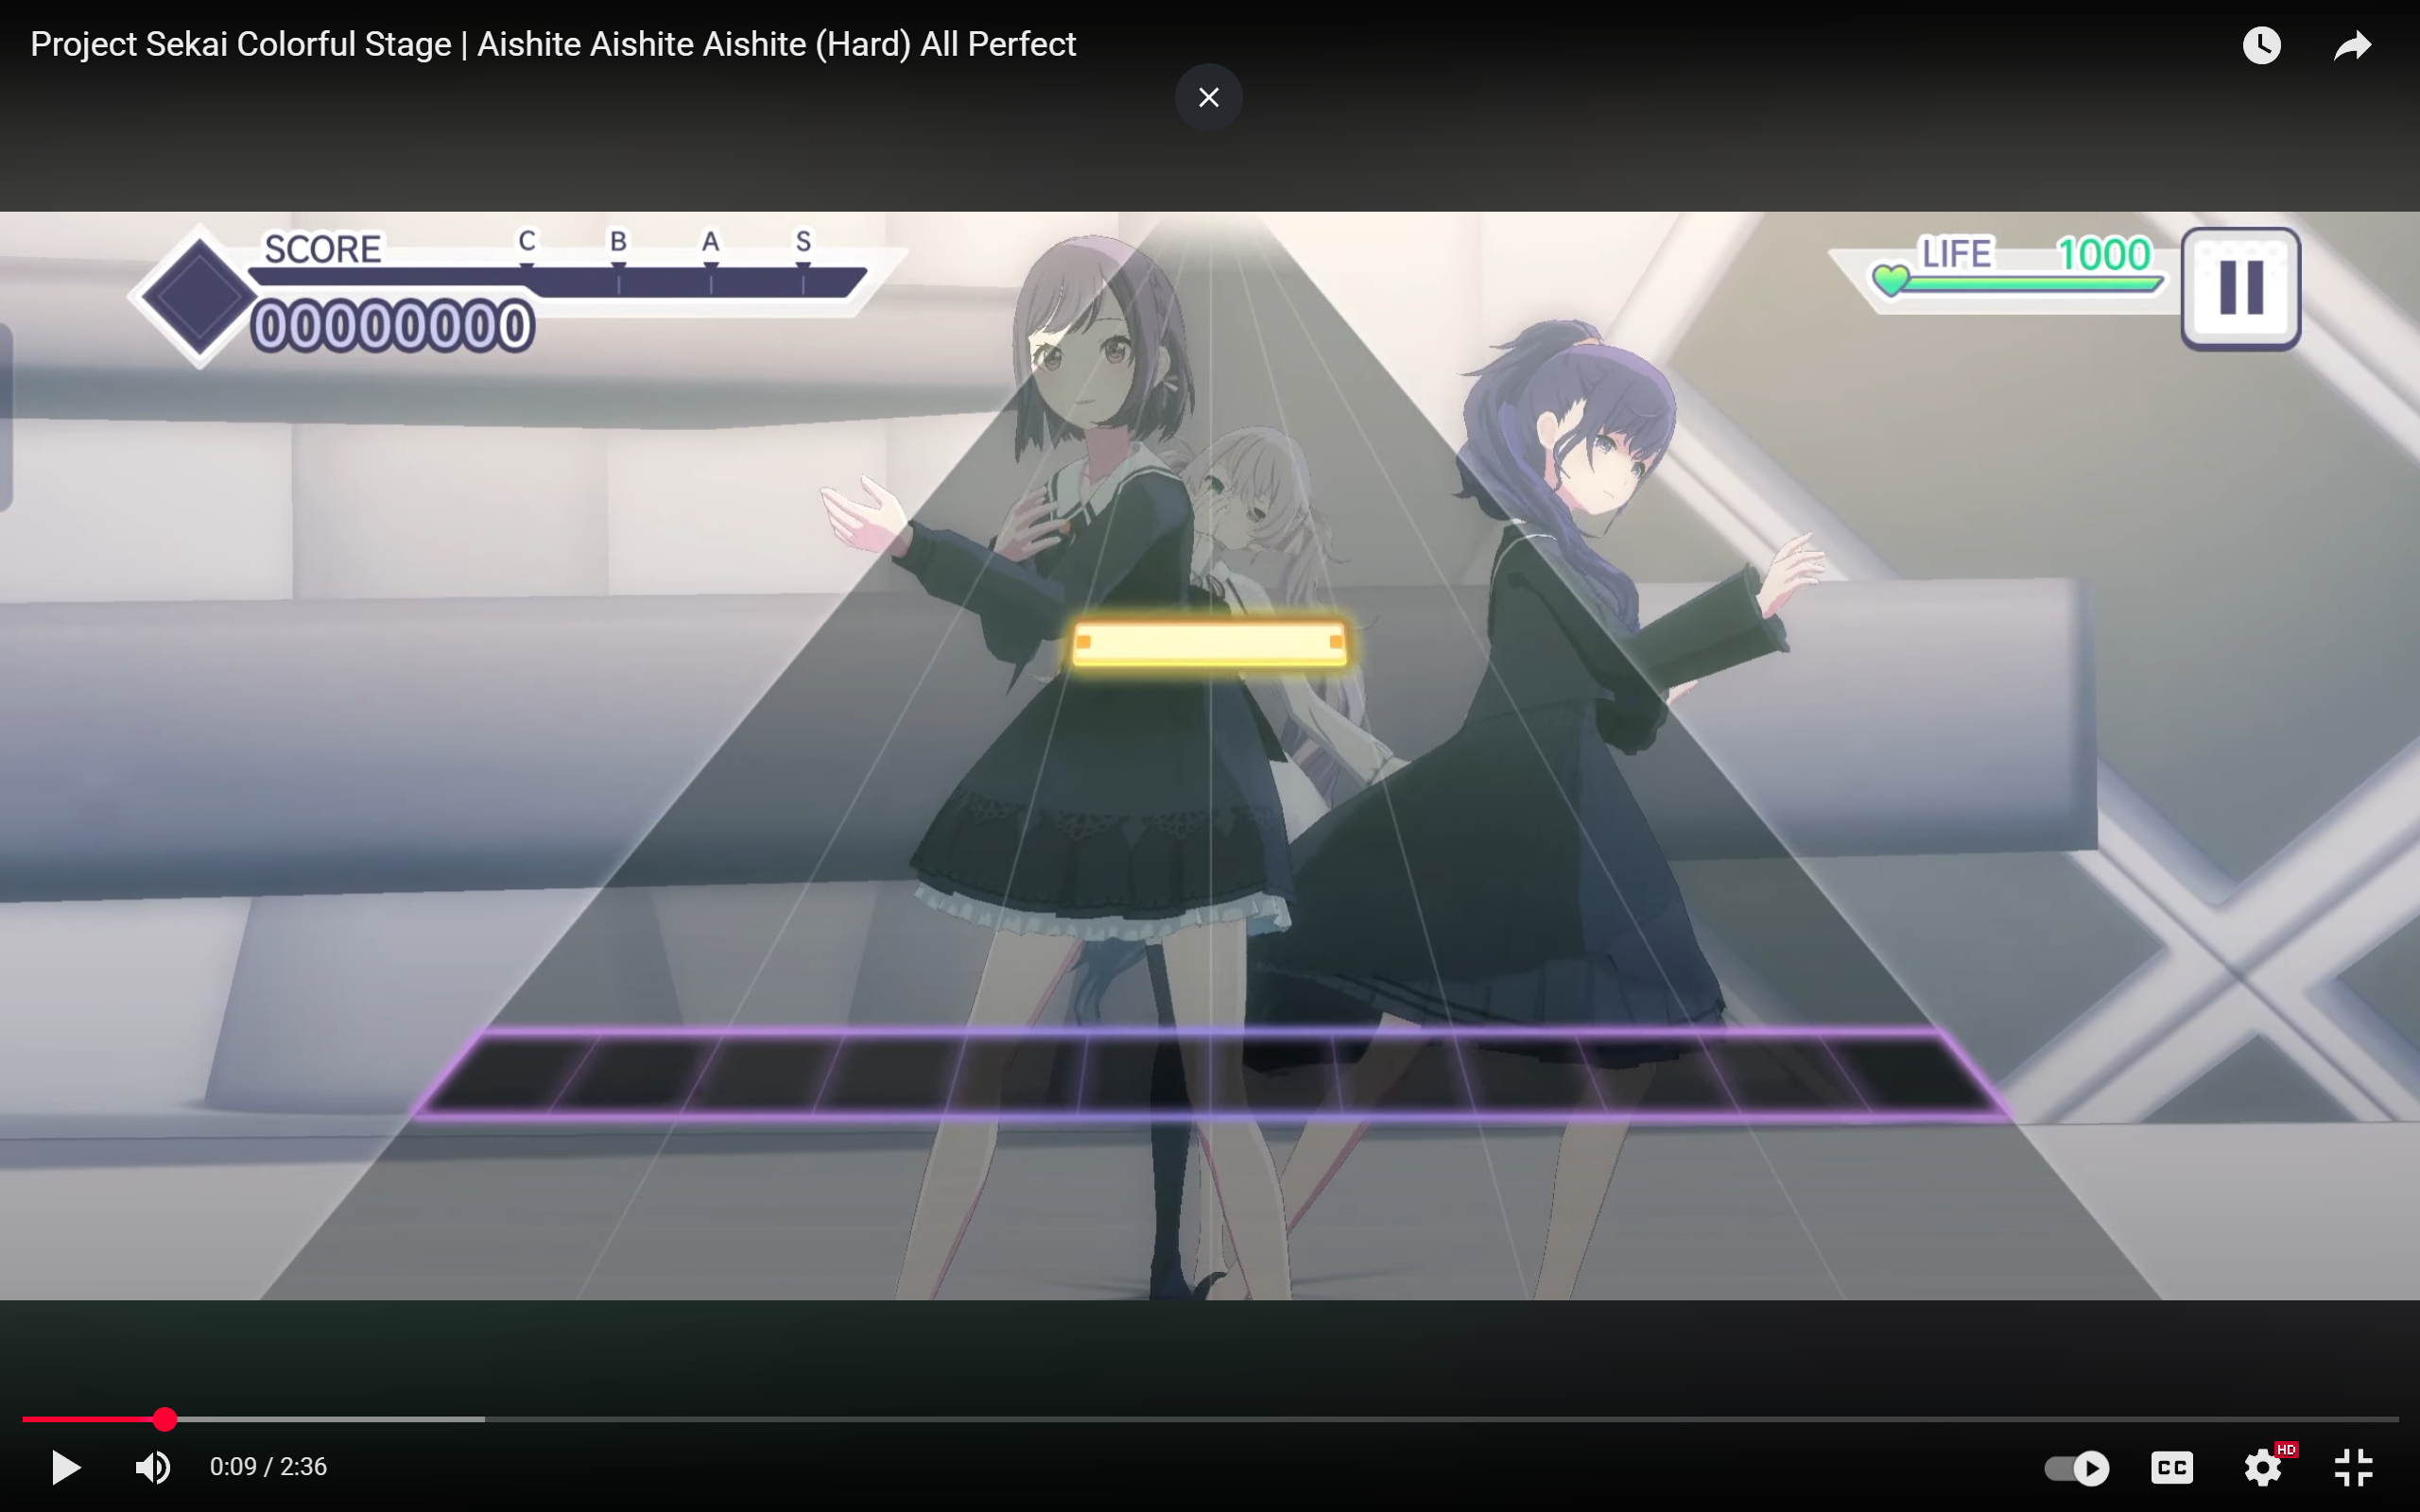 Project Sekai Colorful Stage | Aishite Aishite Aishite (Hard) All Perfect
SCORE C B A S
00000000
LIFE 1000
0:09 / 2:36
CC
HD